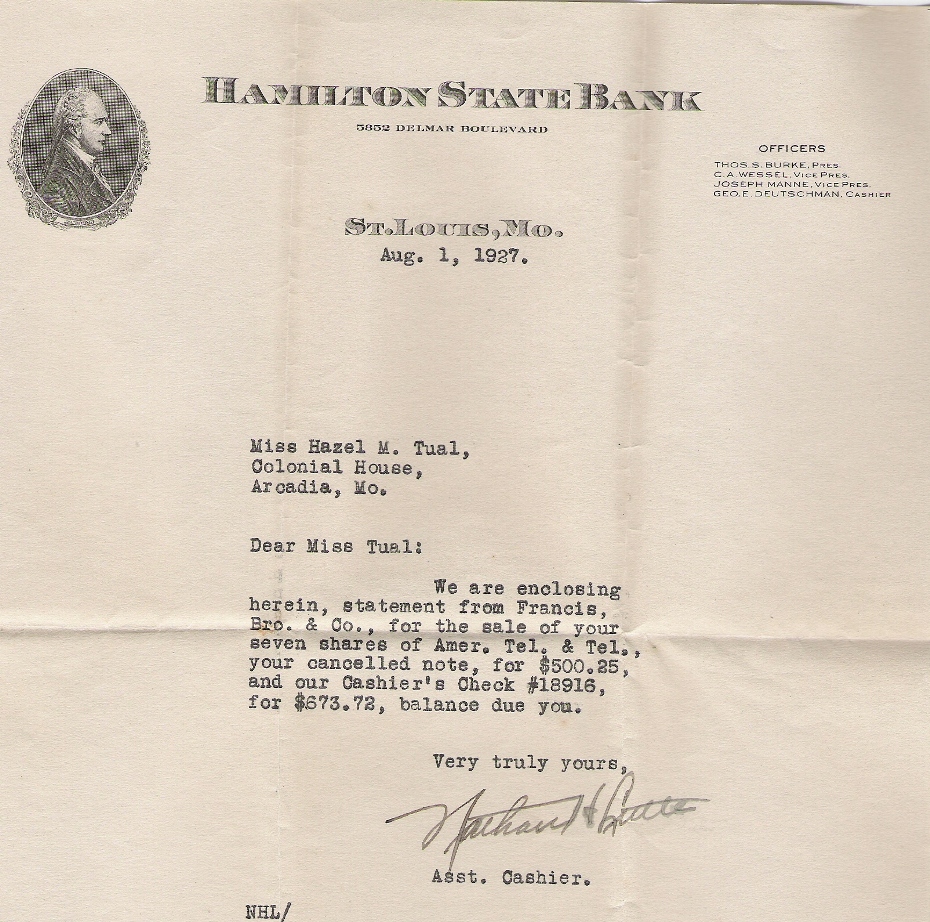 HAMILTON STATE BANK
5852 DELMAR BOULEVARD
OFFICERS
THOS. S. BURKE, PRES.
C. A. WESSEL, VICE PRES.
JOSEPH MANNE, VICE PRES.
GEO. E. DEUTSCHMAN, CASHIER
ST. LOUIS, MO.
Aug. 1, 1927.
Miss Hazel M. Tual,
Colonial House,
Arcadia, Mo.
Dear Miss Tual:
We are enclosing
herein, statement from Francis,
Bro. & Co., for the sale of your
seven shares of Amer. Tel. & Tel.,
your cancelled note, for $500.25,
and our Cashier's Check #18916,
for $673.72, balance due you.
Very truly yours,
Asst. Cashier.
NHL/